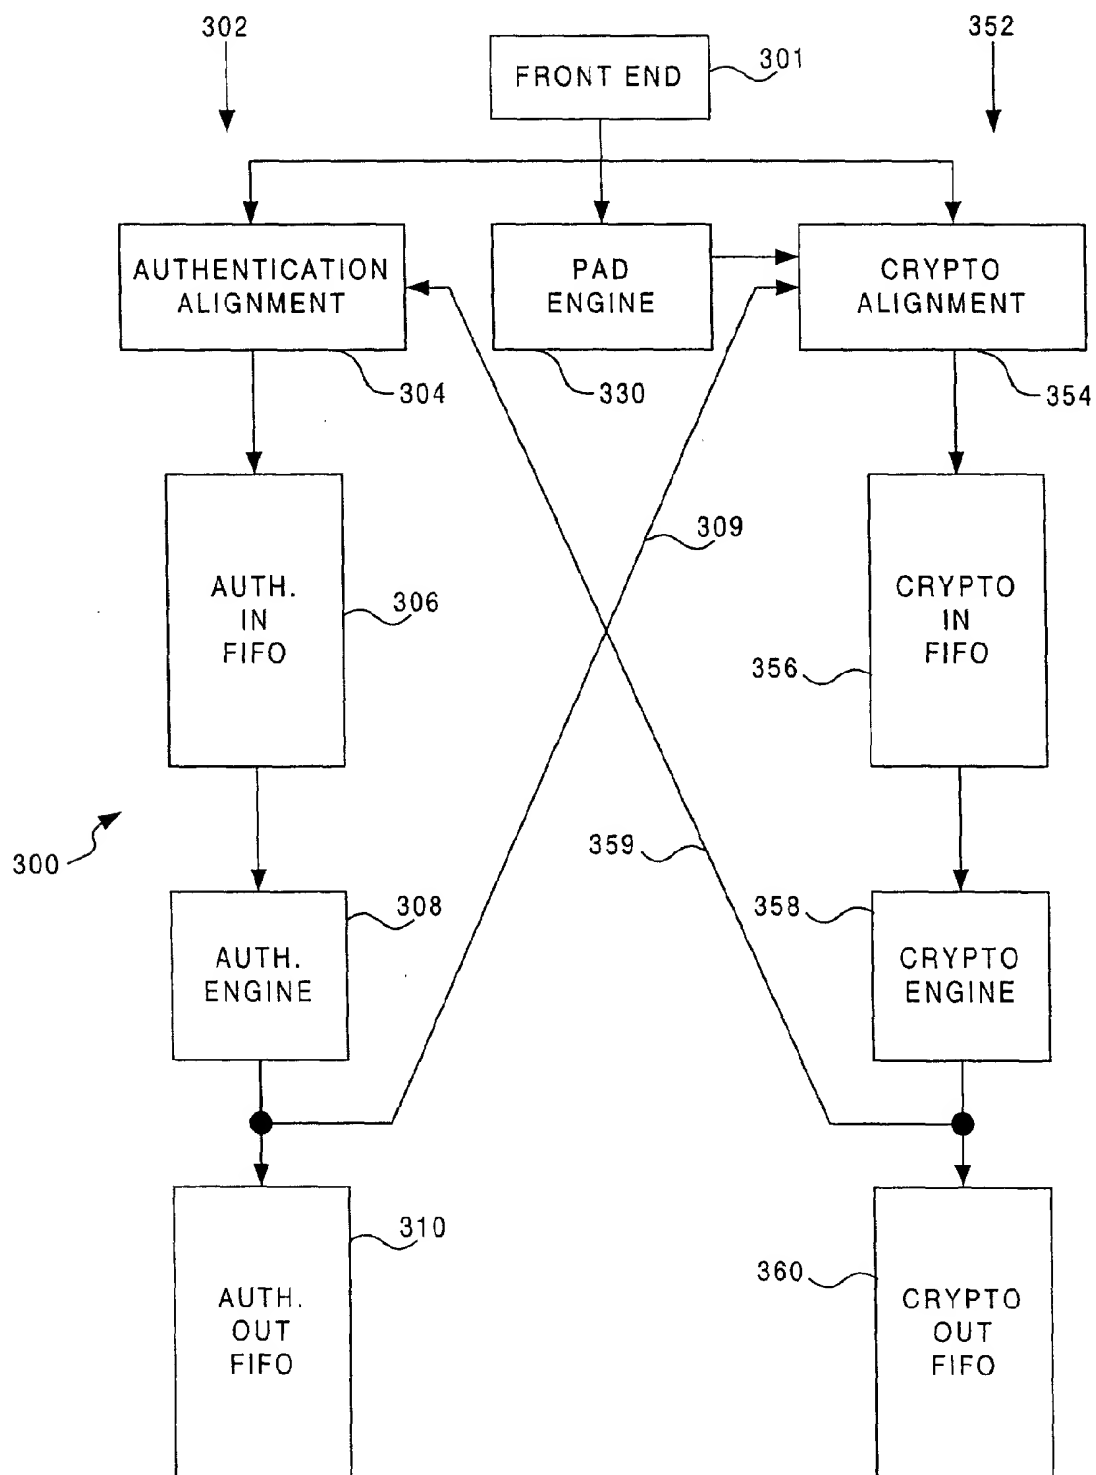 302
352
FRONT END
301
AUTHENTICATION
ALIGNMENT
PAD
ENGINE
CRYPTO
ALIGNMENT
304
330
354
309
AUTH.
IN
FIFO
306
CRYPTO
IN
FIFO
356
300
359
308
358
AUTH.
ENGINE
CRYPTO
ENGINE
310
360
AUTH.
OUT
FIFO
CRYPTO
OUT
FIFO